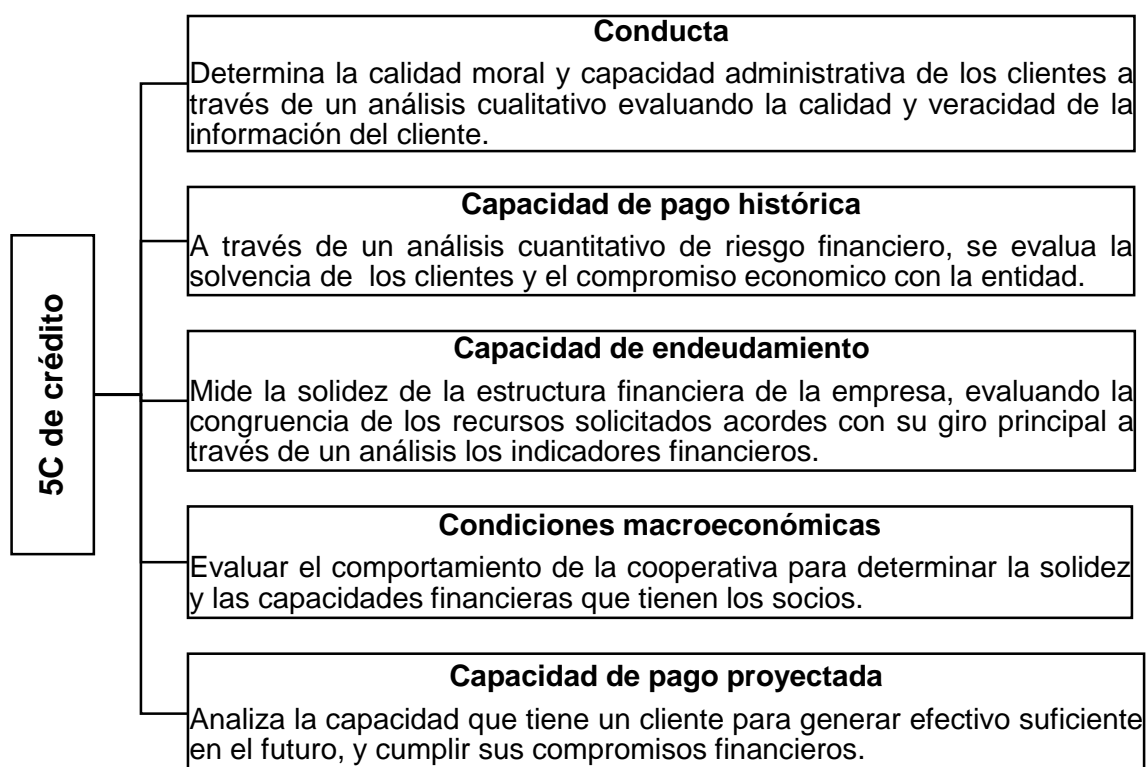 5C de crédito
Conducta
Determina la calidad moral y capacidad administrativa de los clientes a
través de un análisis cualitativo evaluando la calidad y veracidad de la
información del cliente.
Capacidad de pago histórica
A través de un análisis cuantitativo de riesgo financiero, se evalua la
solvencia de los clientes y el compromiso economico con la entidad.
Capacidad de endeudamiento
Mide la solidez de la estructura financiera de la empresa, evaluando la
congruencia de los recursos solicitados acordes con su giro principal a
través de un análisis los indicadores financieros.
Condiciones macroeconómicas
Evaluar el comportamiento de la cooperativa para determinar la solidez
y las capacidades financieras que tienen los socios.
Capacidad de pago proyectada
Analiza la capacidad que tiene un cliente para generar efectivo suficiente
en el futuro, y cumplir sus compromisos financieros.